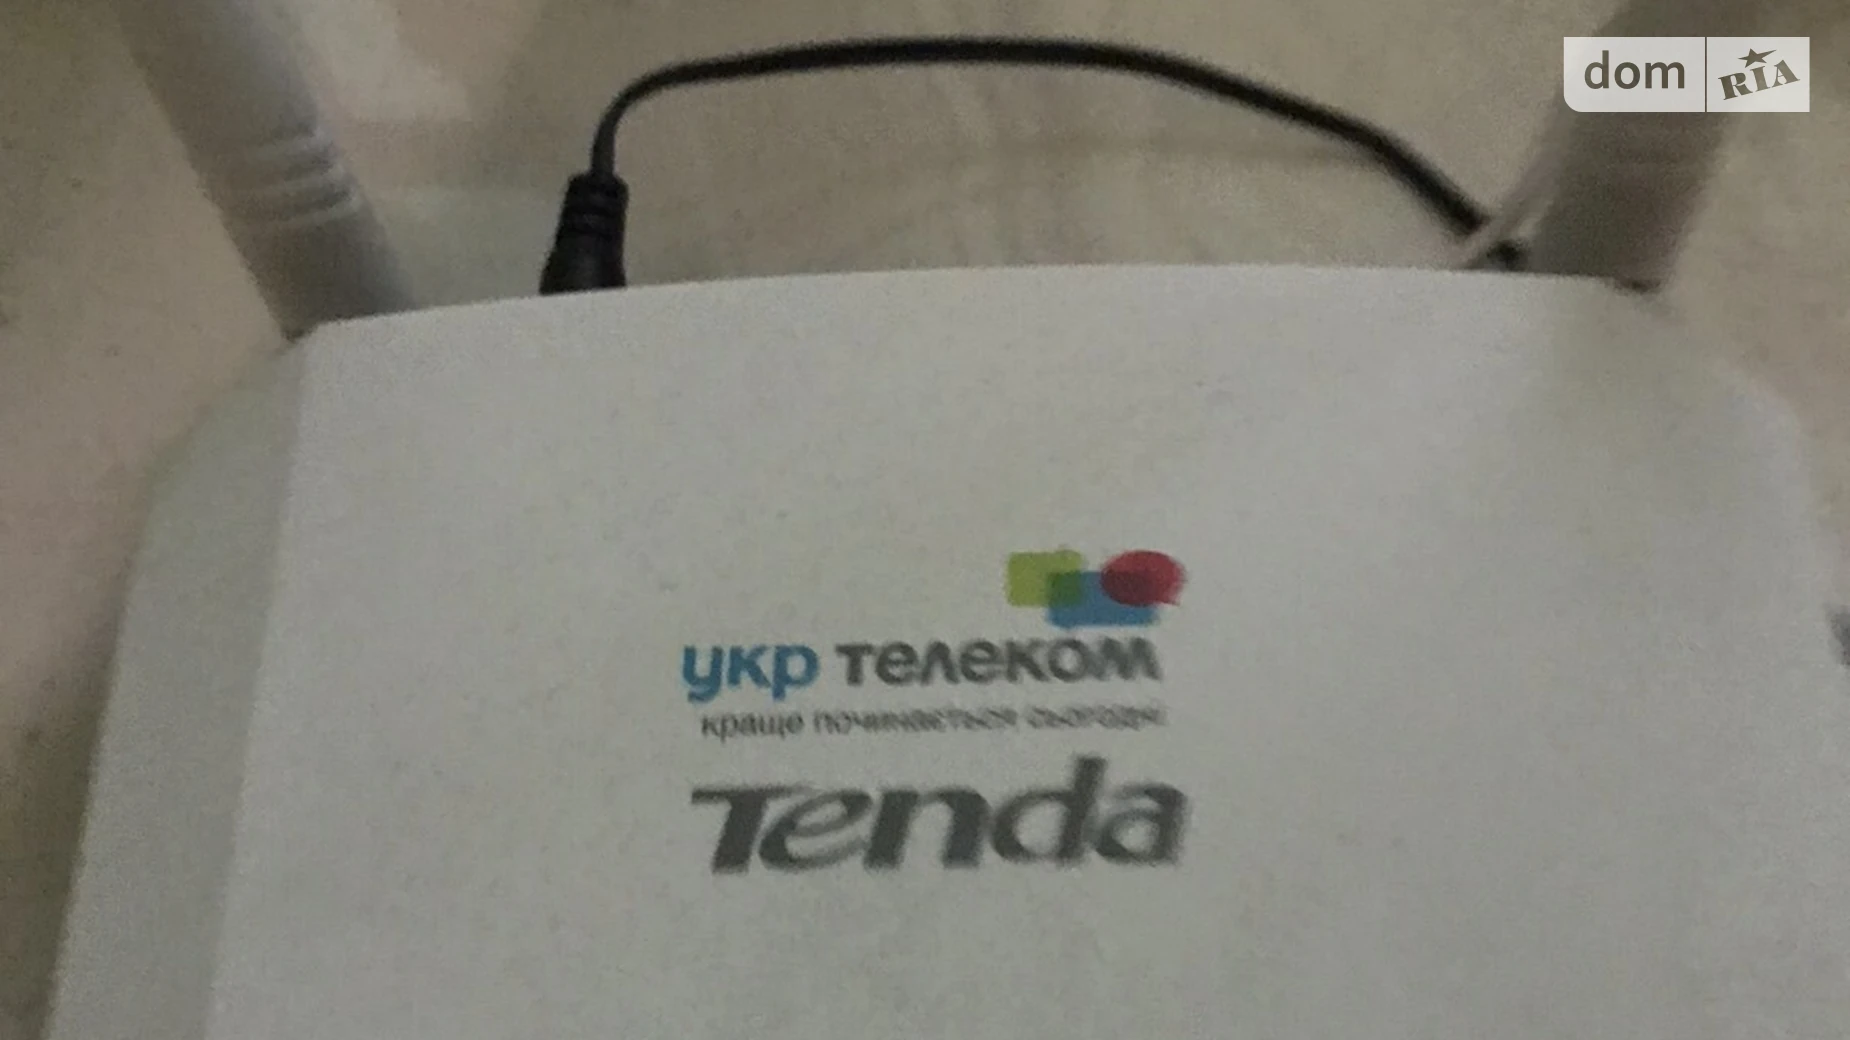 dom RIA
укр телеком
краще починається сьогодні
Tenda